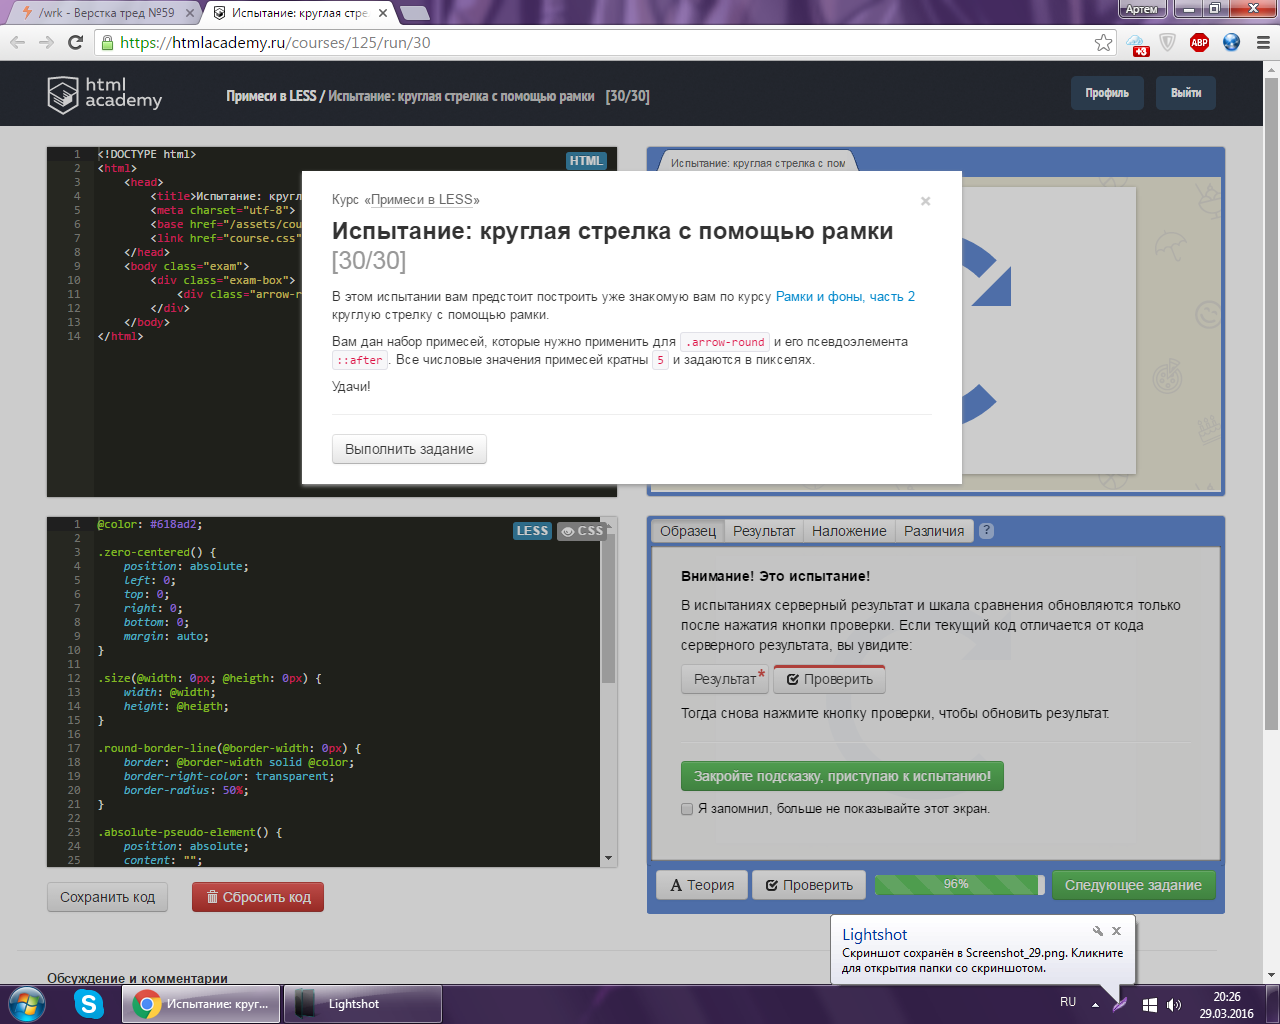 /wrk - Верстка тред №59
Испытание: круглая стре
Артем
https://htmlacademy.ru/courses/125/run/30
+3
ABP
html
academy
Примеси в LESS / Испытание: круглая стрелка с помощью рамки [30/30]
Профиль
Выйти
1 <!DOCTYPE html>
2 <html>
3 <head>
4 <title>Испытание: кругл
5 <meta charset="utf-8">
6 <base href="/assets/cou
7 <link href="course.css"
8 </head>
9 <body class="exam">
10 <div class="exam-box">
11 <div class="arrow-r
12 </div>
13 </body>
14 </html>
HTML
Испытание: круглая стрелка с пом
Курс «Примеси в LESS»
×
Испытание: круглая стрелка с помощью рамки
[30/30]
В этом испытании вам предстоит построить уже знакомую вам по курсу Рамки и фоны, часть 2
круглую стрелку с помощью рамки.
Вам дан набор примесей, которые нужно применить для .arrow-round и его псевдоэлемента
::after. Все числовые значения примесей кратны 5 и задаются в пикселях.
Удачи!
Выполнить задание
LESS
CSS
1 @color: #618ad2;
2
3 .zero-centered() {
4 position: absolute;
5 left: 0;
6 top: 0;
7 right: 0;
8 bottom: 0;
9 margin: auto;
10 }
11
12 .size(@width: 0px; @heigth: 0px) {
13 width: @width;
14 height: @heigth;
15 }
16
17 .round-border-line(@border-width: 0px) {
18 border: @border-width solid @color;
19 border-right-color: transparent;
20 border-radius: 50%;
21 }
22
23 .absolute-pseudo-element() {
24 position: absolute;
25 content: "";
Образец
Результат
Наложение
Различия
?
Внимание! Это испытание!
В испытаниях серверный результат и шкала сравнения обновляются только
после нажатия кнопки проверки. Если текущий код отличается от кода
серверного результата, вы увидите:
Результат*
Проверить
Тогда снова нажмите кнопку проверки, чтобы обновить результат.
Закройте подсказку, приступаю к испытанию!
Я запомнил, больше не показывайте этот экран.
Сохранить код
Сбросить код
A Теория
Проверить
96%
Следующее задание
Обсуждение и комментарии
Lightshot
Скриншот сохранён в Screenshot_29.png. Кликните
для открытия папки со скриншотом.
Испытание: круг...
Lightshot
RU
20:26
29.03.2016